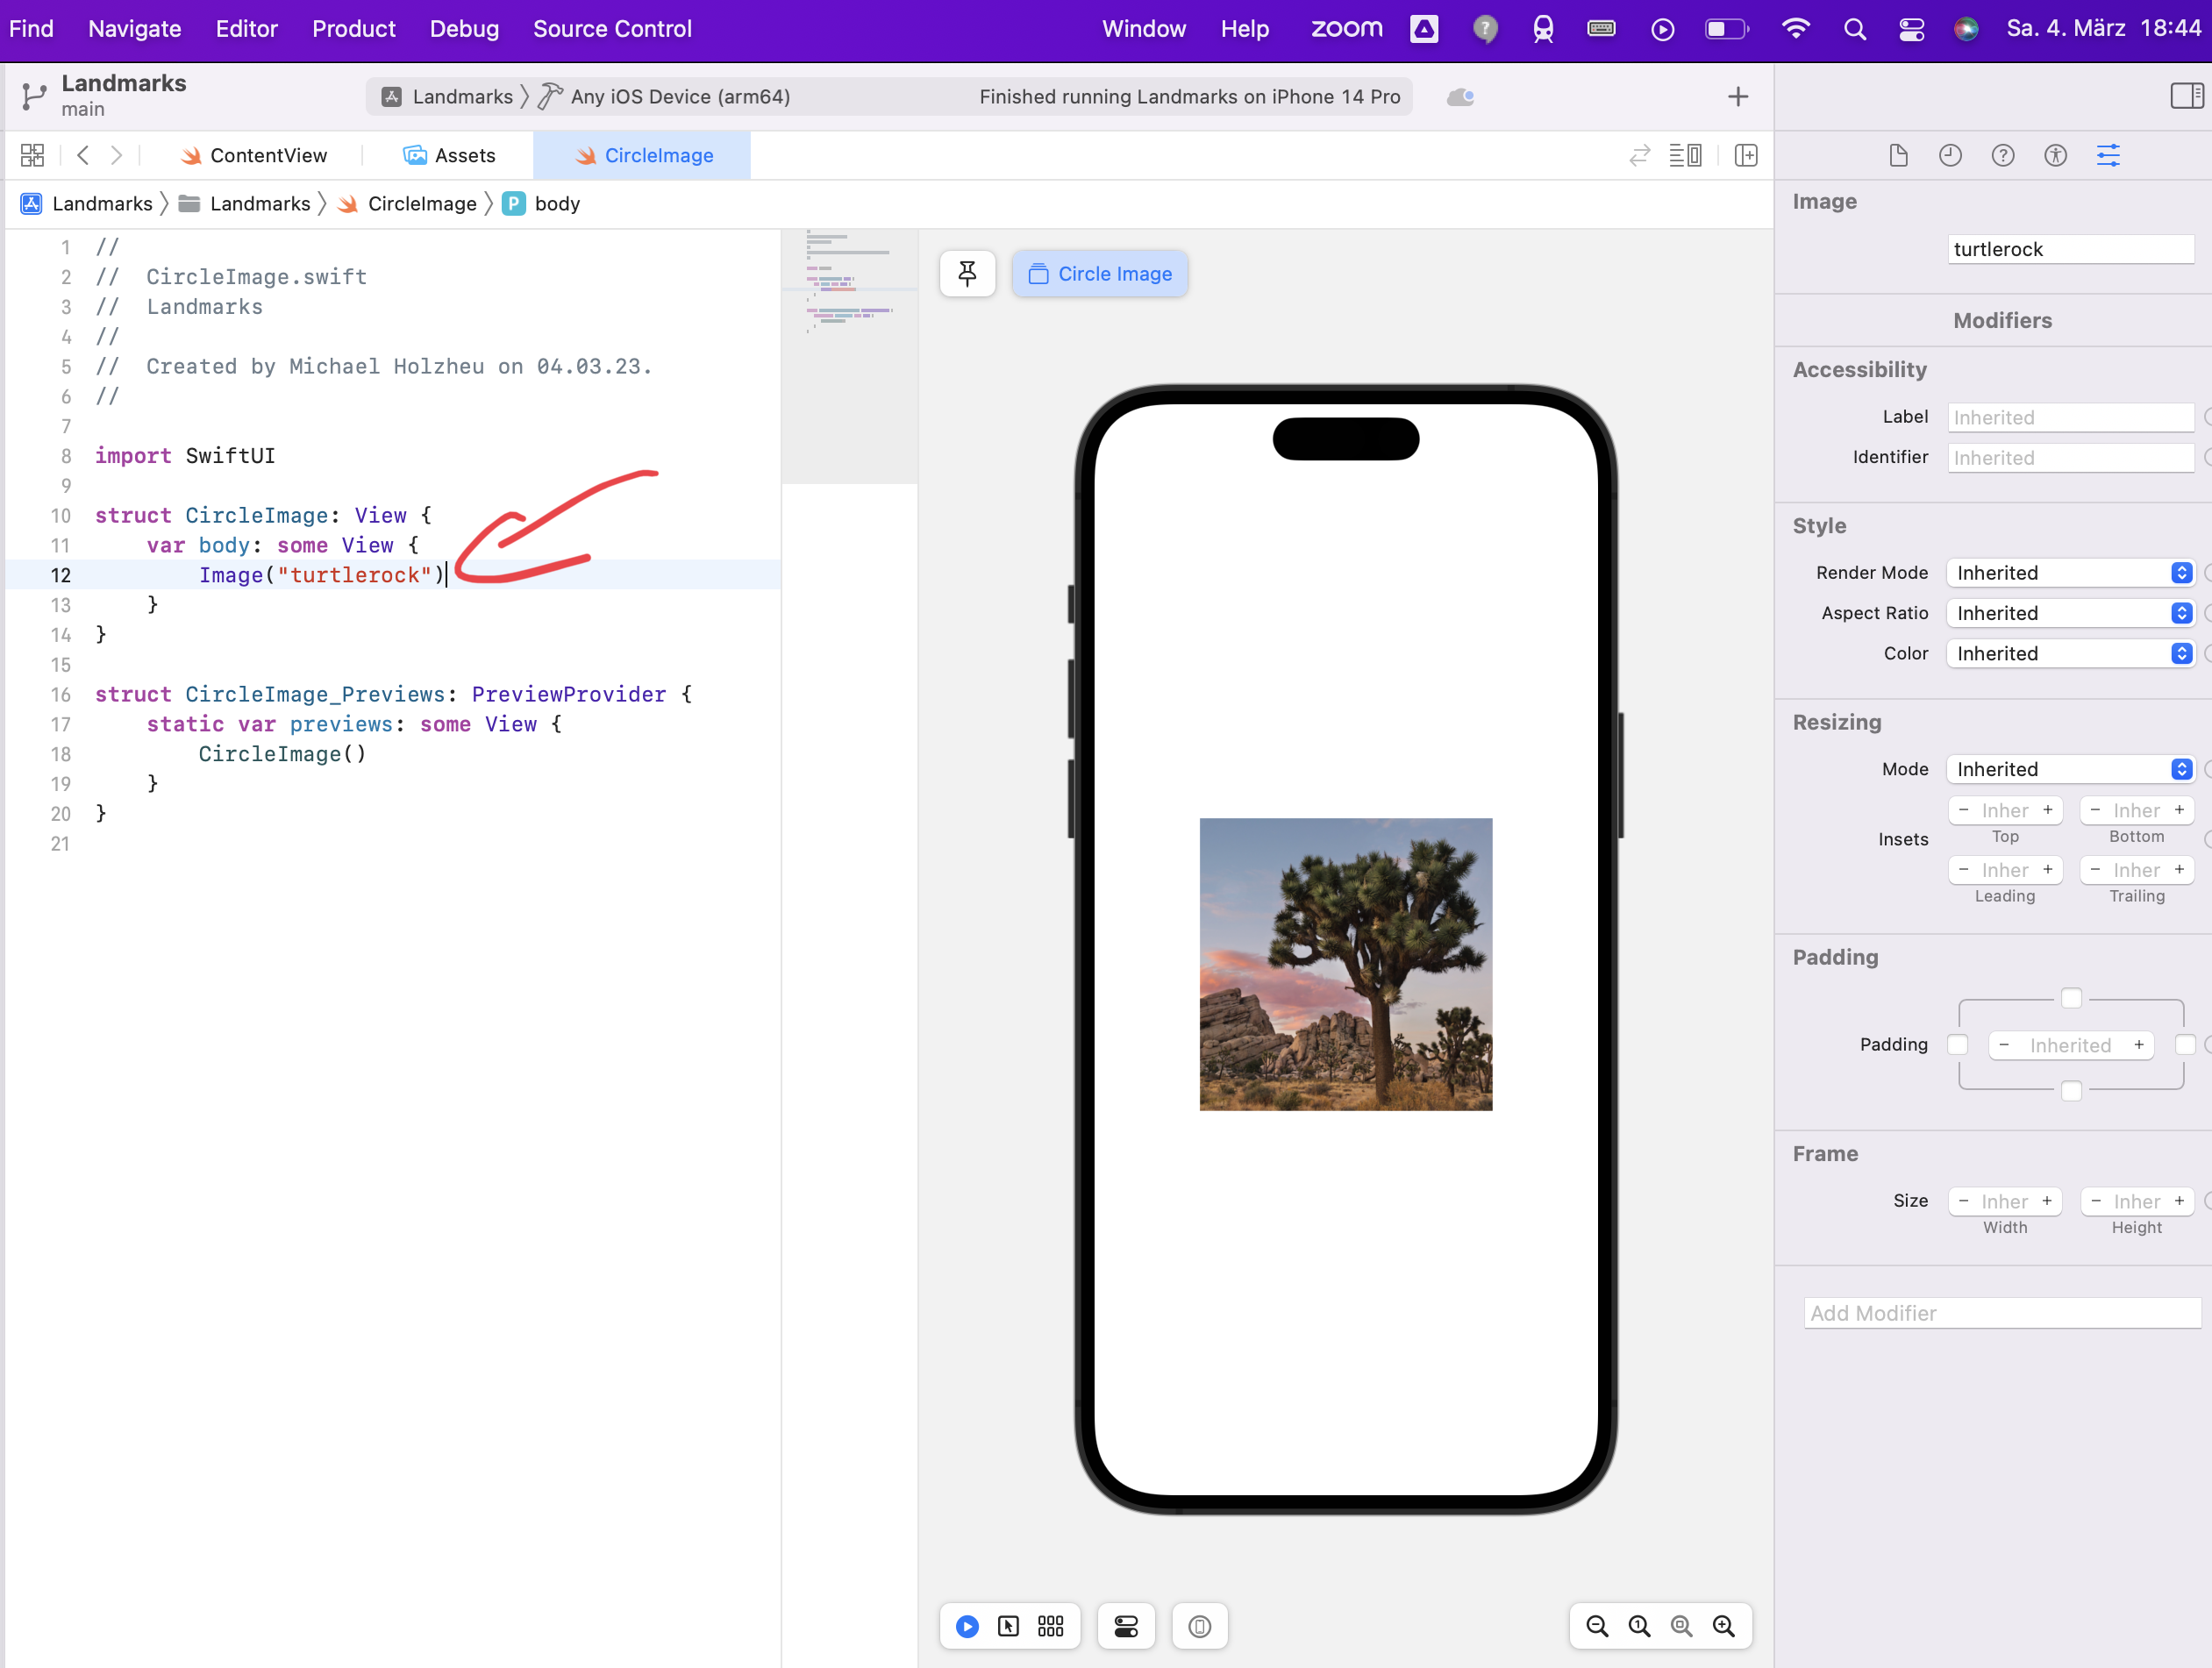 Find Navigate Editor Product Debug Source Control Window Help zoom Sa. 4. März 18:44
Landmarks
main
Landmarks Any iOS Device (arm64) Finished running Landmarks on iPhone 14 Pro
ContentView Assets CircleImage
Landmarks Landmarks CircleImage P body
1 //
2 //  CircleImage.swift
3 //  Landmarks
4 //
5 //  Created by Michael Holzheu on 04.03.23.
6 //
7
8 import SwiftUI
9
10 struct CircleImage: View {
11     var body: some View {
12         Image("turtlerock")
13     }
14 }
15
16 struct CircleImage_Previews: PreviewProvider {
17     static var previews: some View {
18         CircleImage()
19     }
20 }
21
Circle Image
Image
turtlerock
Modifiers
Accessibility
Label Inherited
Identifier Inherited
Style
Render Mode Inherited
Aspect Ratio Inherited
Color Inherited
Resizing
Mode Inherited
Insets
− Inher + − Inher +
Top Bottom
− Inher + − Inher +
Leading Trailing
Padding
Padding − Inherited +
Frame
Size − Inher + − Inher +
Width Height
Add Modifier